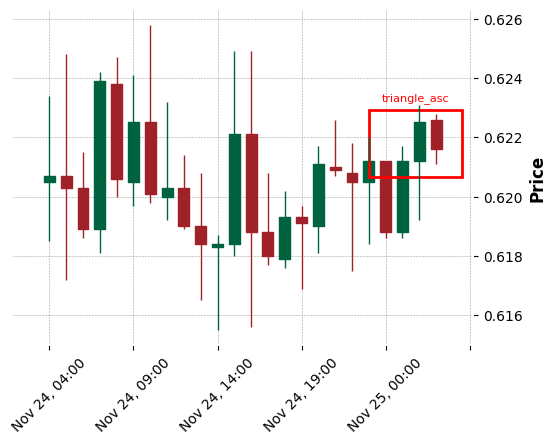 0.626
0.624
triangle_asc
0.622
0.620
0.618
0.616
Price
Nov 24, 04:00
Nov 24, 09:00
Nov 24, 14:00
Nov 24, 19:00
Nov 25, 00:00